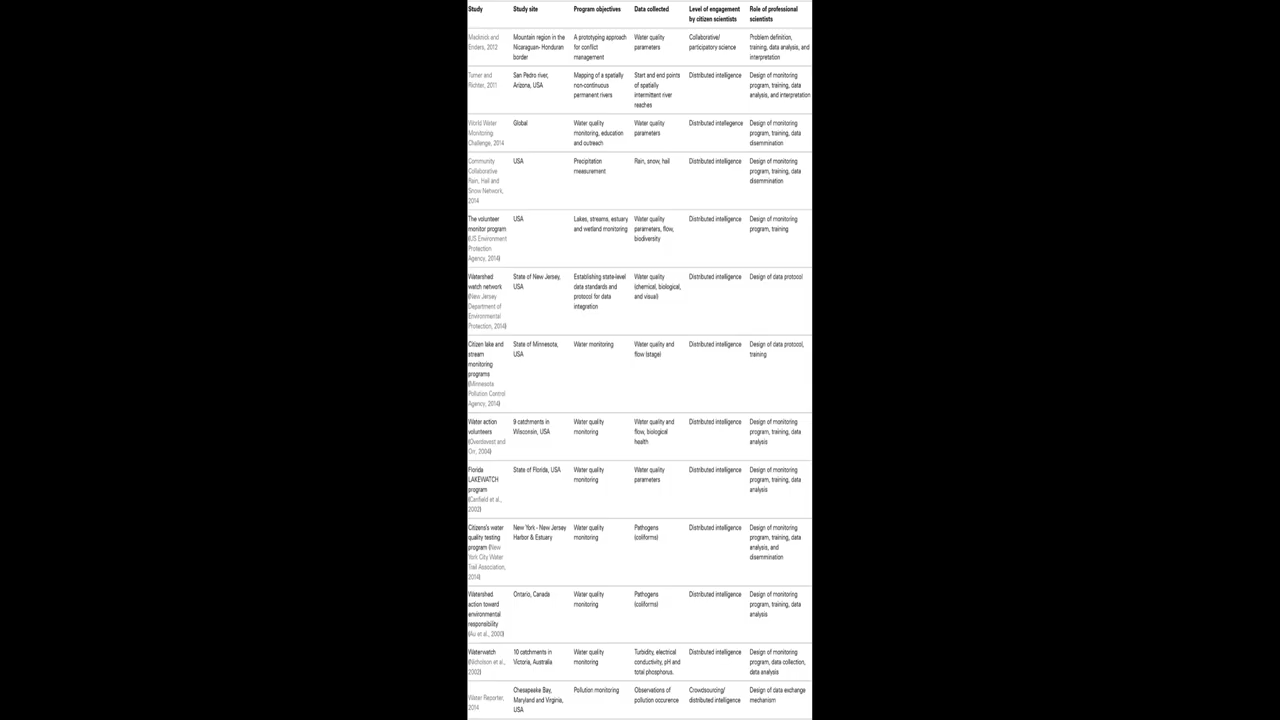 Study Study site Program objectives Data collected Level of engagement by citizen scientists Role of professional scientists
Macknick and Enders, 2012 Mountain region in the Nicaraguan- Honduran border A prototyping approach for conflict management Water quality parameters Collaborative/ participatory science Problem definition, training, data analysis, and interpretation
Turner and Richter, 2011 San Pedro river, Arizona, USA Mapping of a spatially non-continuous permanent rivers Start and end points of spatially intermittent river reaches Distributed intelligence Design of monitoring program, training, data analysis, and interpretation
World Water Monitoring Challenge, 2014 Global Water quality monitoring, education and outreach Water quality parameters Distributed intellegence Design of monitoring program, training, data disemmination
Community Collaborative Rain, Hail and Snow Network, 2014 USA Precipitation measurement Rain, snow, hail Distributed intelligence Design of monitoring program, training, data disemmination
The volunteer monitor program (US Environment Protection Agency, 2014) USA Lakes, streams, estuary and wetland monitoring Water quality parameters, flow, biodiversity Distributed intelligence Design of monitoring program, training
Watershed watch network (New Jersey Department of Environmental Protection, 2014) State of New Jersey, USA Establishing state-level data standards and protocol for data integration Water quality (chemical, biological, and visual) Distributed intelligence Design of data protocol
Citizen lake and stream monitoring programs (Minnesota Pollution Control Agency, 2014) State of Minnesota, USA Water monitoring Water quality and flow (stage) Distributed intelligence Design of data protocol, training
Water action volunteers (Overdevest and Orr, 2004) 9 catchments in Wisconsin, USA Water quality monitoring Water quality and flow, biological health Distributed intelligence Design of monitoring program, training, data analysis
Florida LAKEWATCH program (Canfield et al., 2002) State of Florida, USA Water quality monitoring Water quality parameters Distributed intelligence Design of monitoring program, training, data analysis
Citizens's water quality testing program (New York City Water Trail Association, 2014) New York - New Jersey Harbor & Estuary Water quality monitoring Pathogens (coliforms) Distributed intelligence Design of monitoring program, training, data analysis, and disemmination
Watershed action toward environmental responsibility (Au et al., 2000) Ontario, Canada Water quality monitoring Pathogens (coliforms) Distributed intelligence Design of monitoring program, training, data analysis
Waterwatch (Nicholson et al., 2002) 10 catchments in Victoria, Australia Water quality monitoring Turbidity, electrical conductivity, pH and total phosphorus. Distributed intelligence Design of monitoring program, data collection, data analysis
Water Reporter, 2014 Chesapeake Bay, Maryland and Virginia, USA Pollution monitoring Observations of pollution occurence Crowdsourcing/ distributed intelligence Design of data exchange mechanism